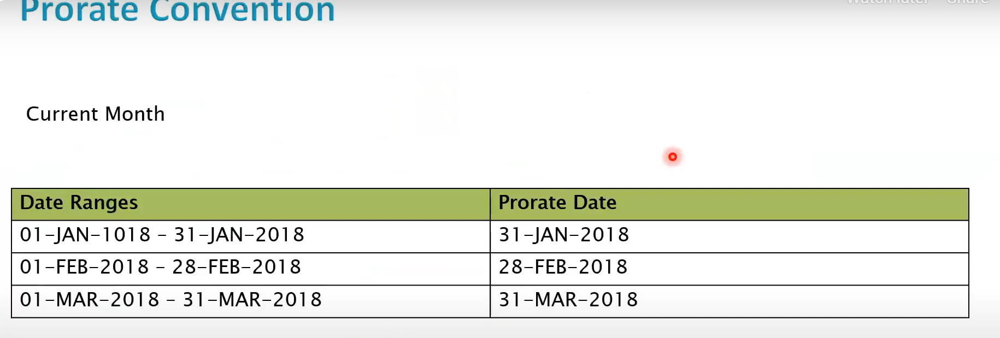 Prorate Convention
Current Month
Date Ranges Prorate Date
01-JAN-1018 - 31-JAN-2018 31-JAN-2018
01-FEB-2018 - 28-FEB-2018 28-FEB-2018
01-MAR-2018 - 31-MAR-2018 31-MAR-2018